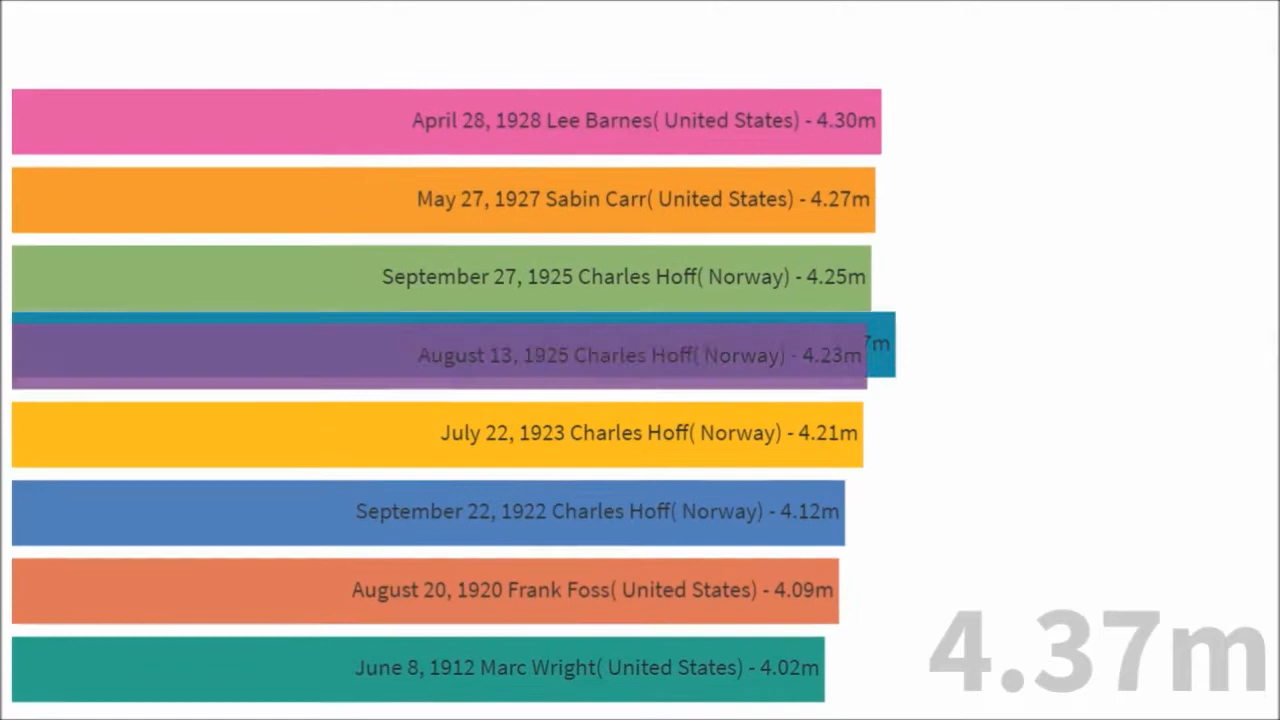 April 28, 1928 Lee Barnes( United States) - 4.30m
May 27, 1927 Sabin Carr( United States) - 4.27m
September 27, 1925 Charles Hoff( Norway) - 4.25m
7m
August 13, 1925 Charles Hoff( Norway) - 4.23m
July 22, 1923 Charles Hoff( Norway) - 4.21m
September 22, 1922 Charles Hoff( Norway) - 4.12m
August 20, 1920 Frank Foss( United States) - 4.09m
June 8, 1912 Marc Wright( United States) - 4.02m
4.37m